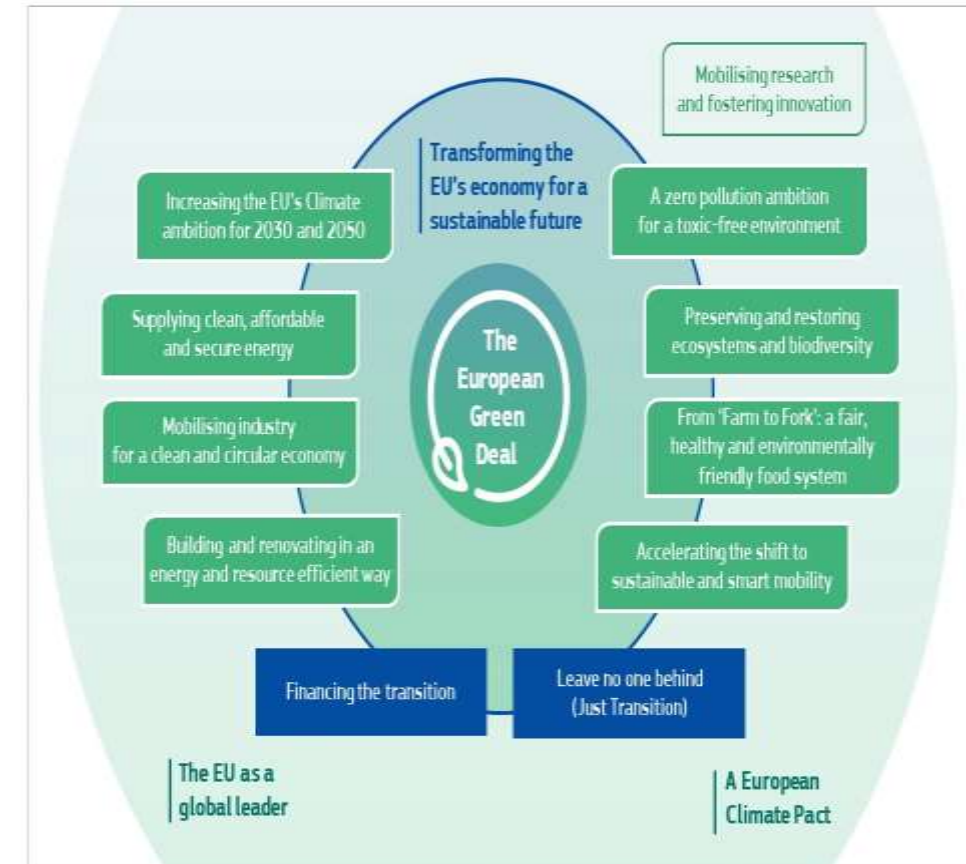 Mobilising research
and fostering innovation
Transforming the
EU's economy for a
sustainable future
Increasing the EU's Climate
ambition for 2030 and 2050
A zero pollution ambition
for a toxic-free environment
Supplying clean, affordable
and secure energy
The
European
Green
Deal
Preserving and restoring
ecosystems and biodiversity
Mobilising industry
for a clean and circular economy
From 'Farm to Fork': a fair,
healthy and environmentally
friendly food system
Building and renovating in an
energy and resource efficient way
Accelerating the shift to
sustainable and smart mobility
Financing the transition
Leave no one behind
(Just Transition)
The EU as a
global leader
A European
Climate Pact